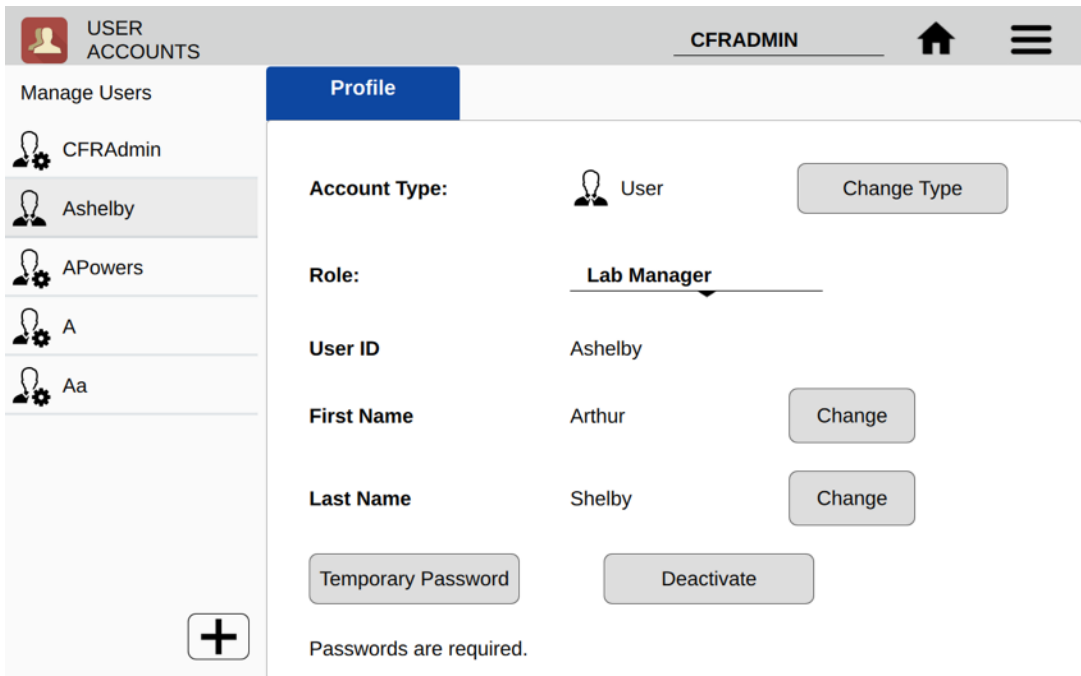 USER
ACCOUNTS
CFRADMIN
Manage Users
Profile
CFRAdmin
Ashelby
APowers
A
Aa
Account Type:
User
Change Type
Role:
Lab Manager
User ID
Ashelby
First Name
Arthur
Change
Last Name
Shelby
Change
Temporary Password
Deactivate
Passwords are required.